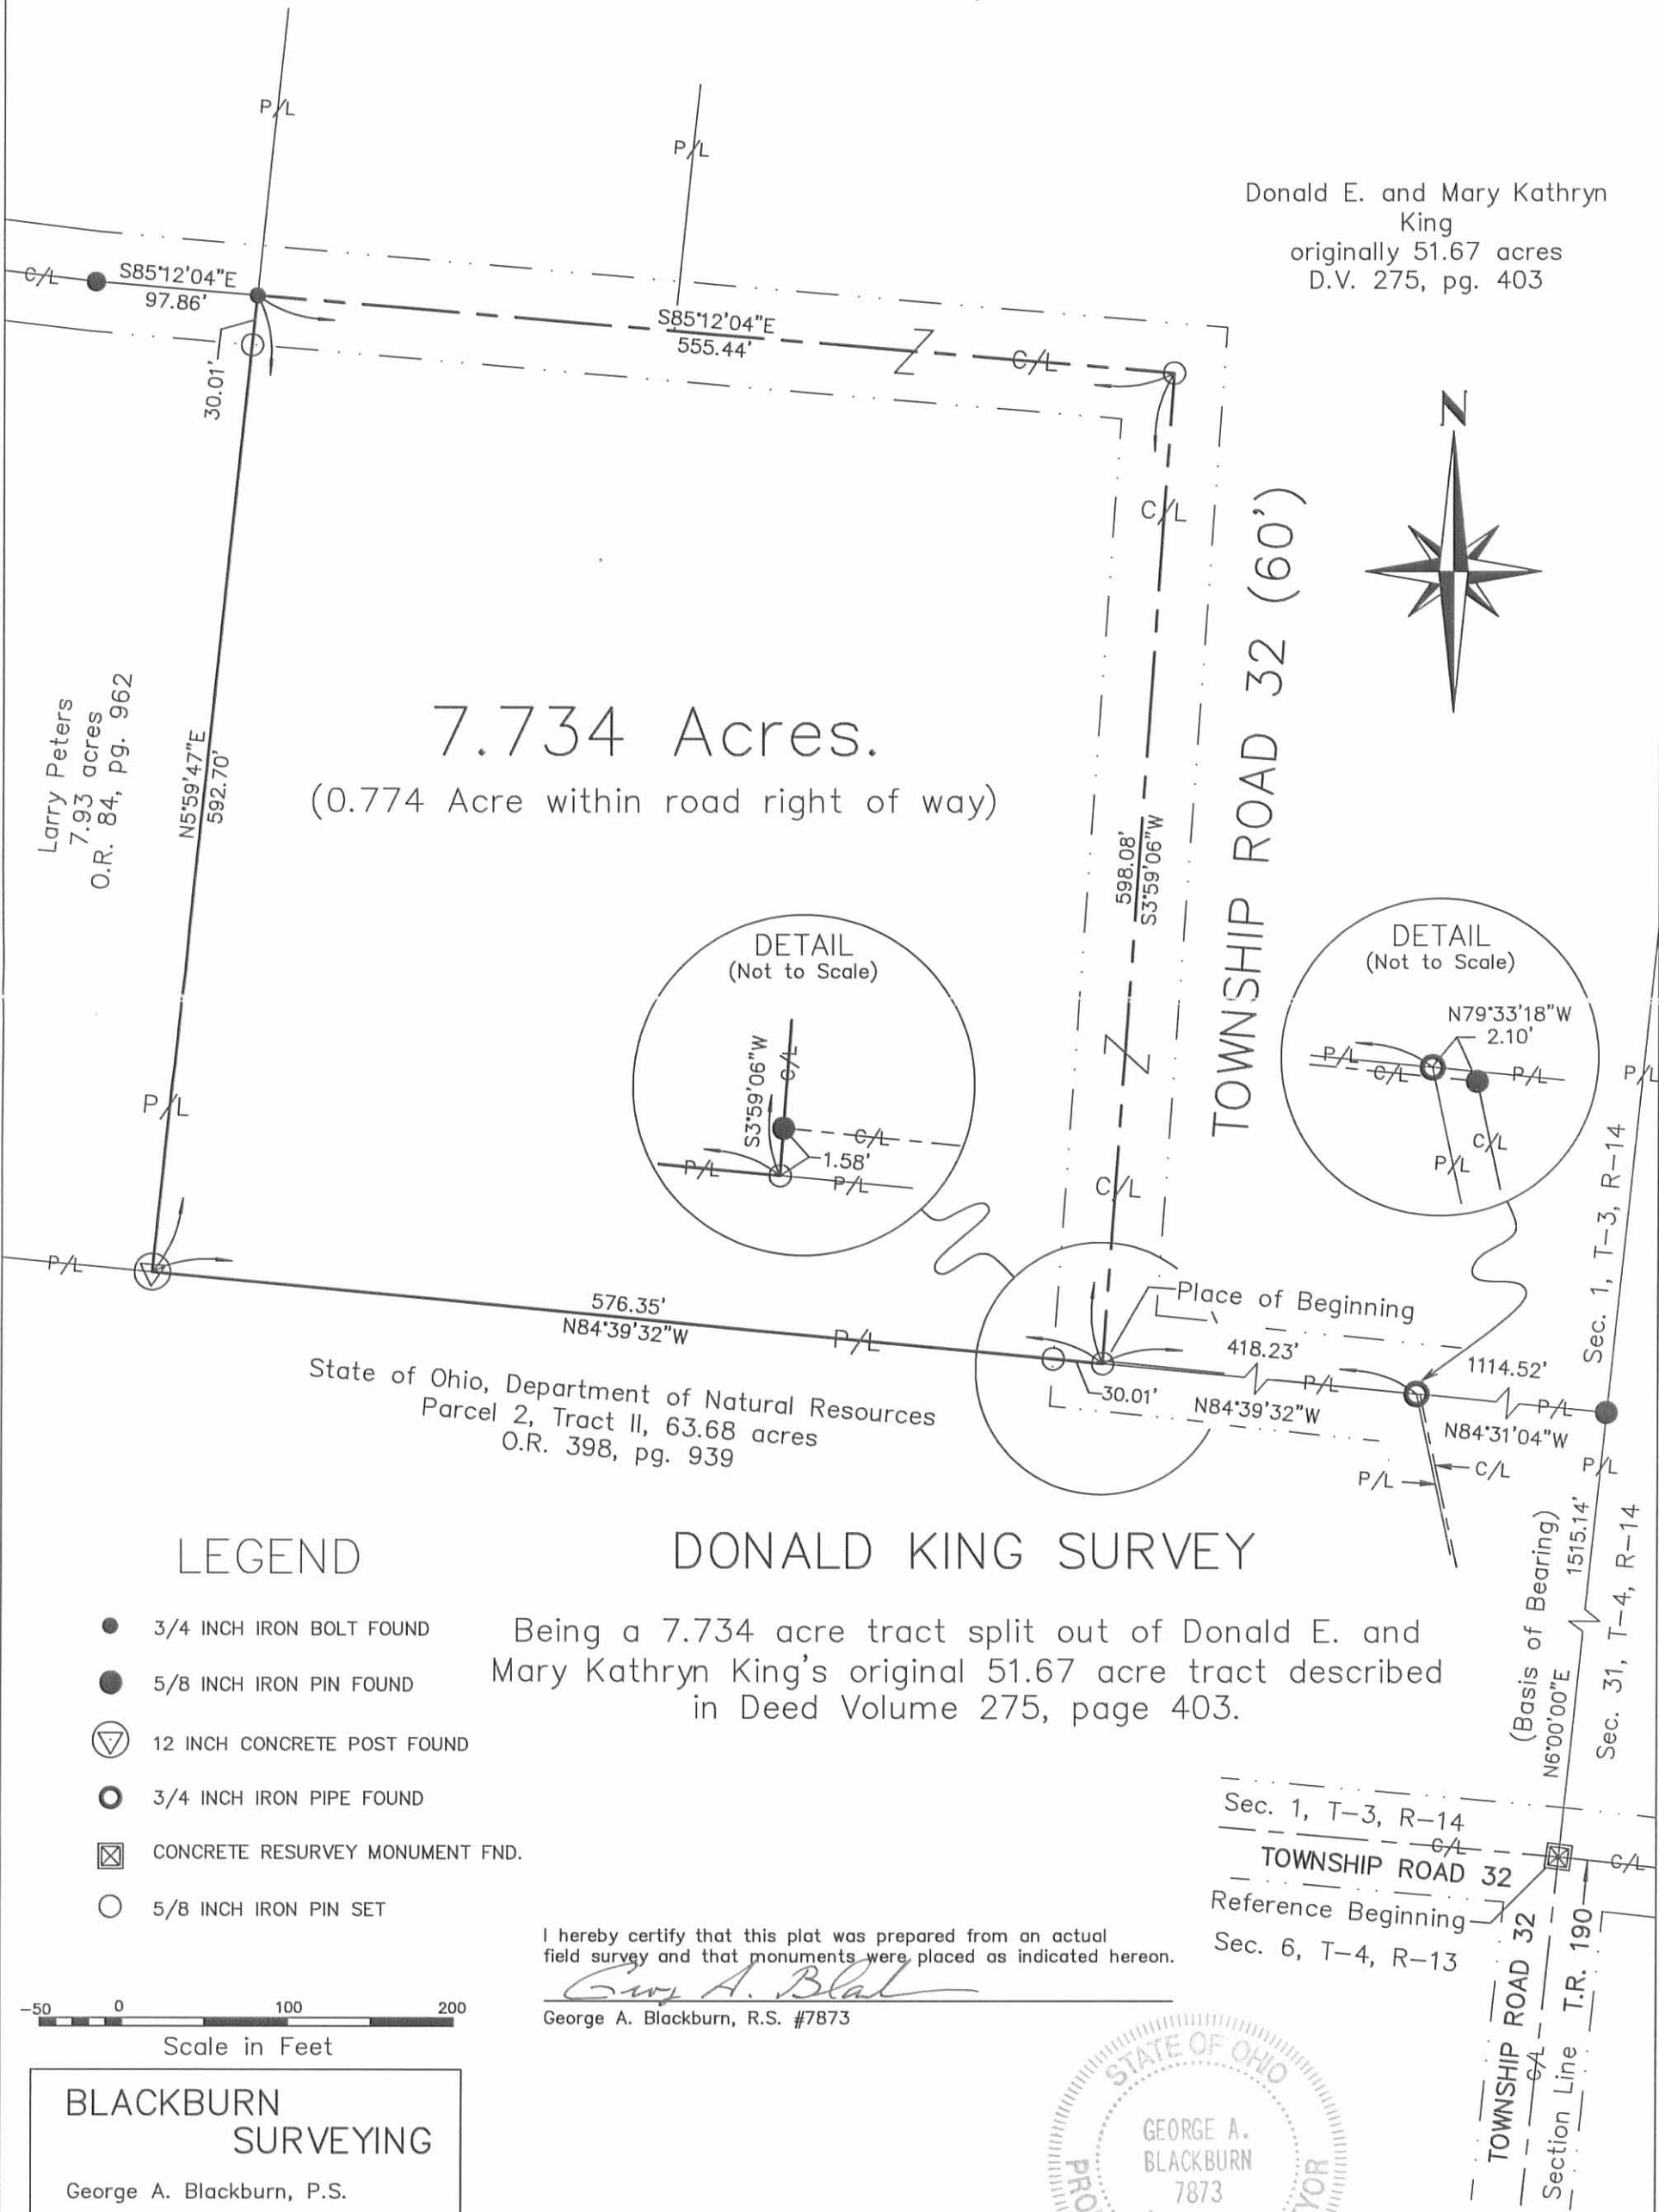 P/L
P/L
Donald E. and Mary Kathryn
King
originally 51.67 acres
D.V. 275, pg. 403
C/L
S85°12'04"E
97.86'
30.01'
S85°12'04"E
555.44'
C/L
N
C/L
TOWNSHIP ROAD 32 (60')
Larry Peters
7.93 acres
O.R. 84, pg. 962
N5°59'47"E
592.70'
7.734 Acres.
(0.774 Acre within road right of way)
598.08'
S3°59'06"W
DETAIL
(Not to Scale)
S3°59'06"W
C/L
C/L
1.58'
P/L
P/L
DETAIL
(Not to Scale)
N79°33'18"W
2.10'
P/L
C/L
P/L
C/L
P/L
P/L
Sec. 1, T-3, R-14
P/L
C/L
P/L
576.35'
N84°39'32"W
P/L
Place of Beginning
418.23'
P/L
N84°39'32"W
30.01'
1114.52'
P/L
N84°31'04"W
C/L
P/L
P/L
State of Ohio, Department of Natural Resources
Parcel 2, Tract II, 63.68 acres
O.R. 398, pg. 939
(Basis of Bearing)
N6°00'00"E 1515.14'
Sec. 31, T-4, R-14
LEGEND
3/4 INCH IRON BOLT FOUND
5/8 INCH IRON PIN FOUND
12 INCH CONCRETE POST FOUND
3/4 INCH IRON PIPE FOUND
CONCRETE RESURVEY MONUMENT FND.
5/8 INCH IRON PIN SET
DONALD KING SURVEY
Being a 7.734 acre tract split out of Donald E. and
Mary Kathryn King's original 51.67 acre tract described
in Deed Volume 275, page 403.
Sec. 1, T-3, R-14
C/L
TOWNSHIP ROAD 32
C/L
Reference Beginning
Sec. 6, T-4, R-13
TOWNSHIP ROAD 32
C/L
Section Line
T.R. 190
I hereby certify that this plat was prepared from an actual
field survey and that monuments were placed as indicated hereon.
George A. Blackburn, R.S. #7873
-50 0 100 200
Scale in Feet
BLACKBURN
SURVEYING
George A. Blackburn, P.S.
STATE OF OHIO
GEORGE A.
BLACKBURN
7873